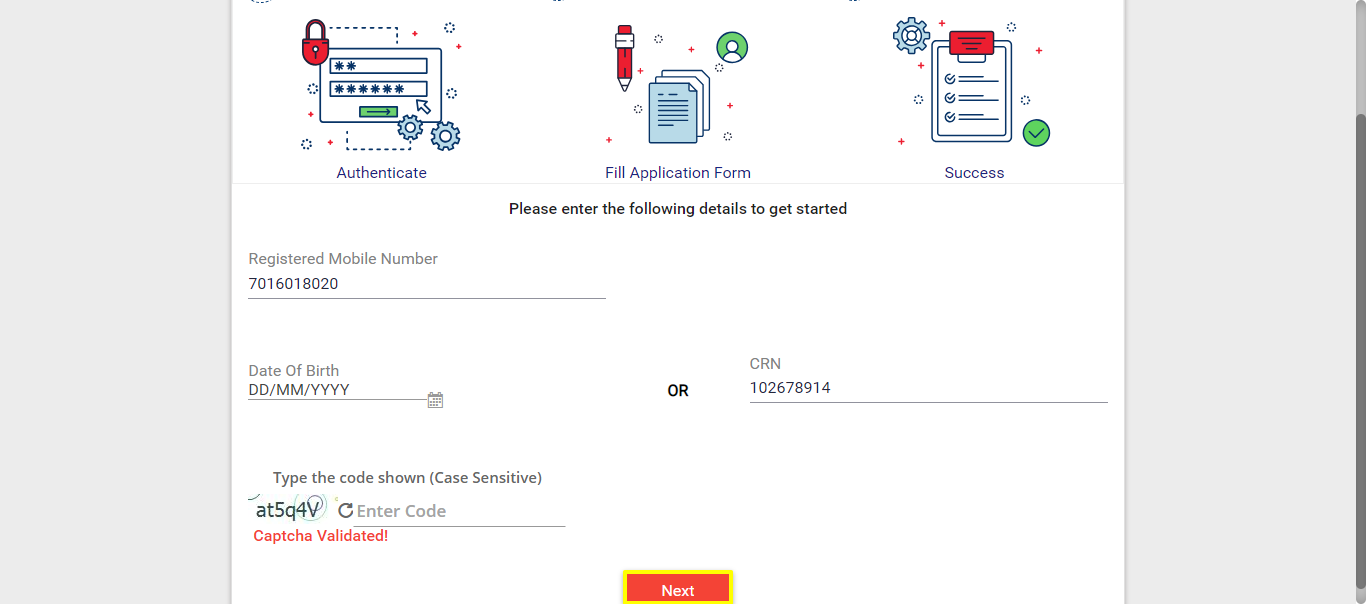 Authenticate
Fill Application Form
Success
Please enter the following details to get started
Registered Mobile Number
7016018020
Date Of Birth
DD/MM/YYYY
OR
CRN
102678914
Type the code shown (Case Sensitive)
at5q4V
Enter Code
Captcha Validated!
Next